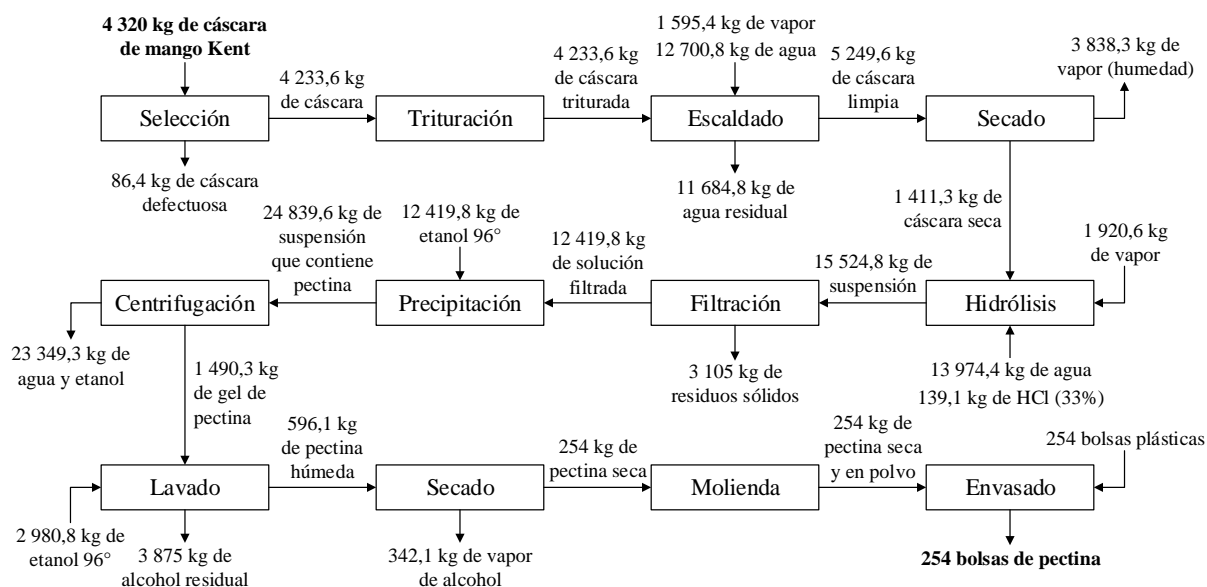 4 320 kg de cáscara
de mango Kent
Selección
86,4 kg de cáscara
defectuosa
4 233,6 kg
de cáscara
Trituración
4 233,6 kg
de cáscara
triturada
1 595,4 kg de vapor
12 700,8 kg de agua
Escaldado
11 684,8 kg de
agua residual
5 249,6 kg
de cáscara
limpia
Secado
3 838,3 kg de
vapor (humedad)
1 411,3 kg de
cáscara seca
1 920,6 kg
de vapor
Hidrólisis
13 974,4 kg de agua
139,1 kg de HCl (33%)
15 524,8 kg de
suspensión
Filtración
3 105 kg de
residuos sólidos
12 419,8 kg
de solución
filtrada
12 419,8 kg de
etanol 96°
Precipitación
24 839,6 kg de
suspensión
que contiene
pectina
Centrifugación
23 349,3 kg de
agua y etanol
1 490,3 kg
de gel de
pectina
Lavado
2 980,8 kg de
etanol 96°
3 875 kg de
alcohol residual
596,1 kg
de pectina
húmeda
Secado
342,1 kg de vapor
de alcohol
254 kg de
pectina seca
Molienda
254 kg de
pectina seca
y en polvo
254 bolsas plásticas
Envasado
254 bolsas de pectina